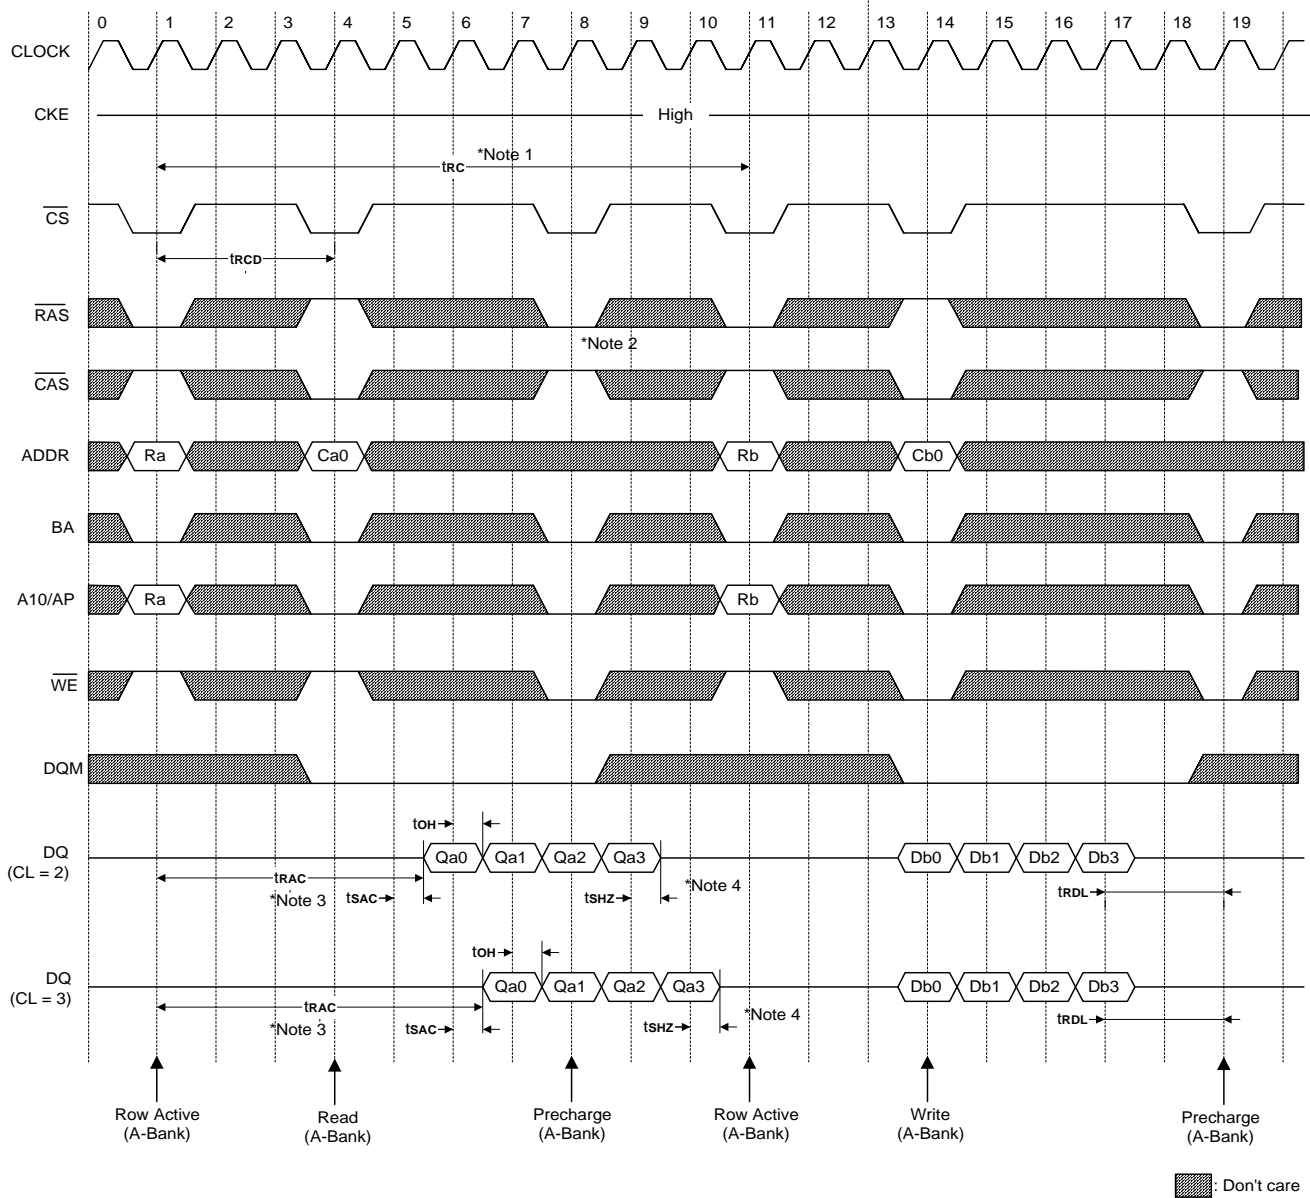 0 1 2 3 4 5 6 7 8 9 10 11 12 13 14 15 16 17 18 19
CLOCK
CKE High
*Note 1
tRC
CS
tRCD
RAS
*Note 2
CAS
ADDR Ra Ca0 Rb Cb0
BA
A10/AP Ra Rb
WE
DQM
tOH
DQ
(CL = 2)
Qa0 Qa1 Qa2 Qa3 Db0 Db1 Db2 Db3
tRAC
*Note 3 tSAC tSHZ *Note 4 tRDL
tOH
DQ
(CL = 3)
Qa0 Qa1 Qa2 Qa3 Db0 Db1 Db2 Db3
tRAC
*Note 3 tSAC tSHZ *Note 4 tRDL
Row Active
(A-Bank)
Read
(A-Bank)
Precharge
(A-Bank)
Row Active
(A-Bank)
Write
(A-Bank)
Precharge
(A-Bank)
: Don't care